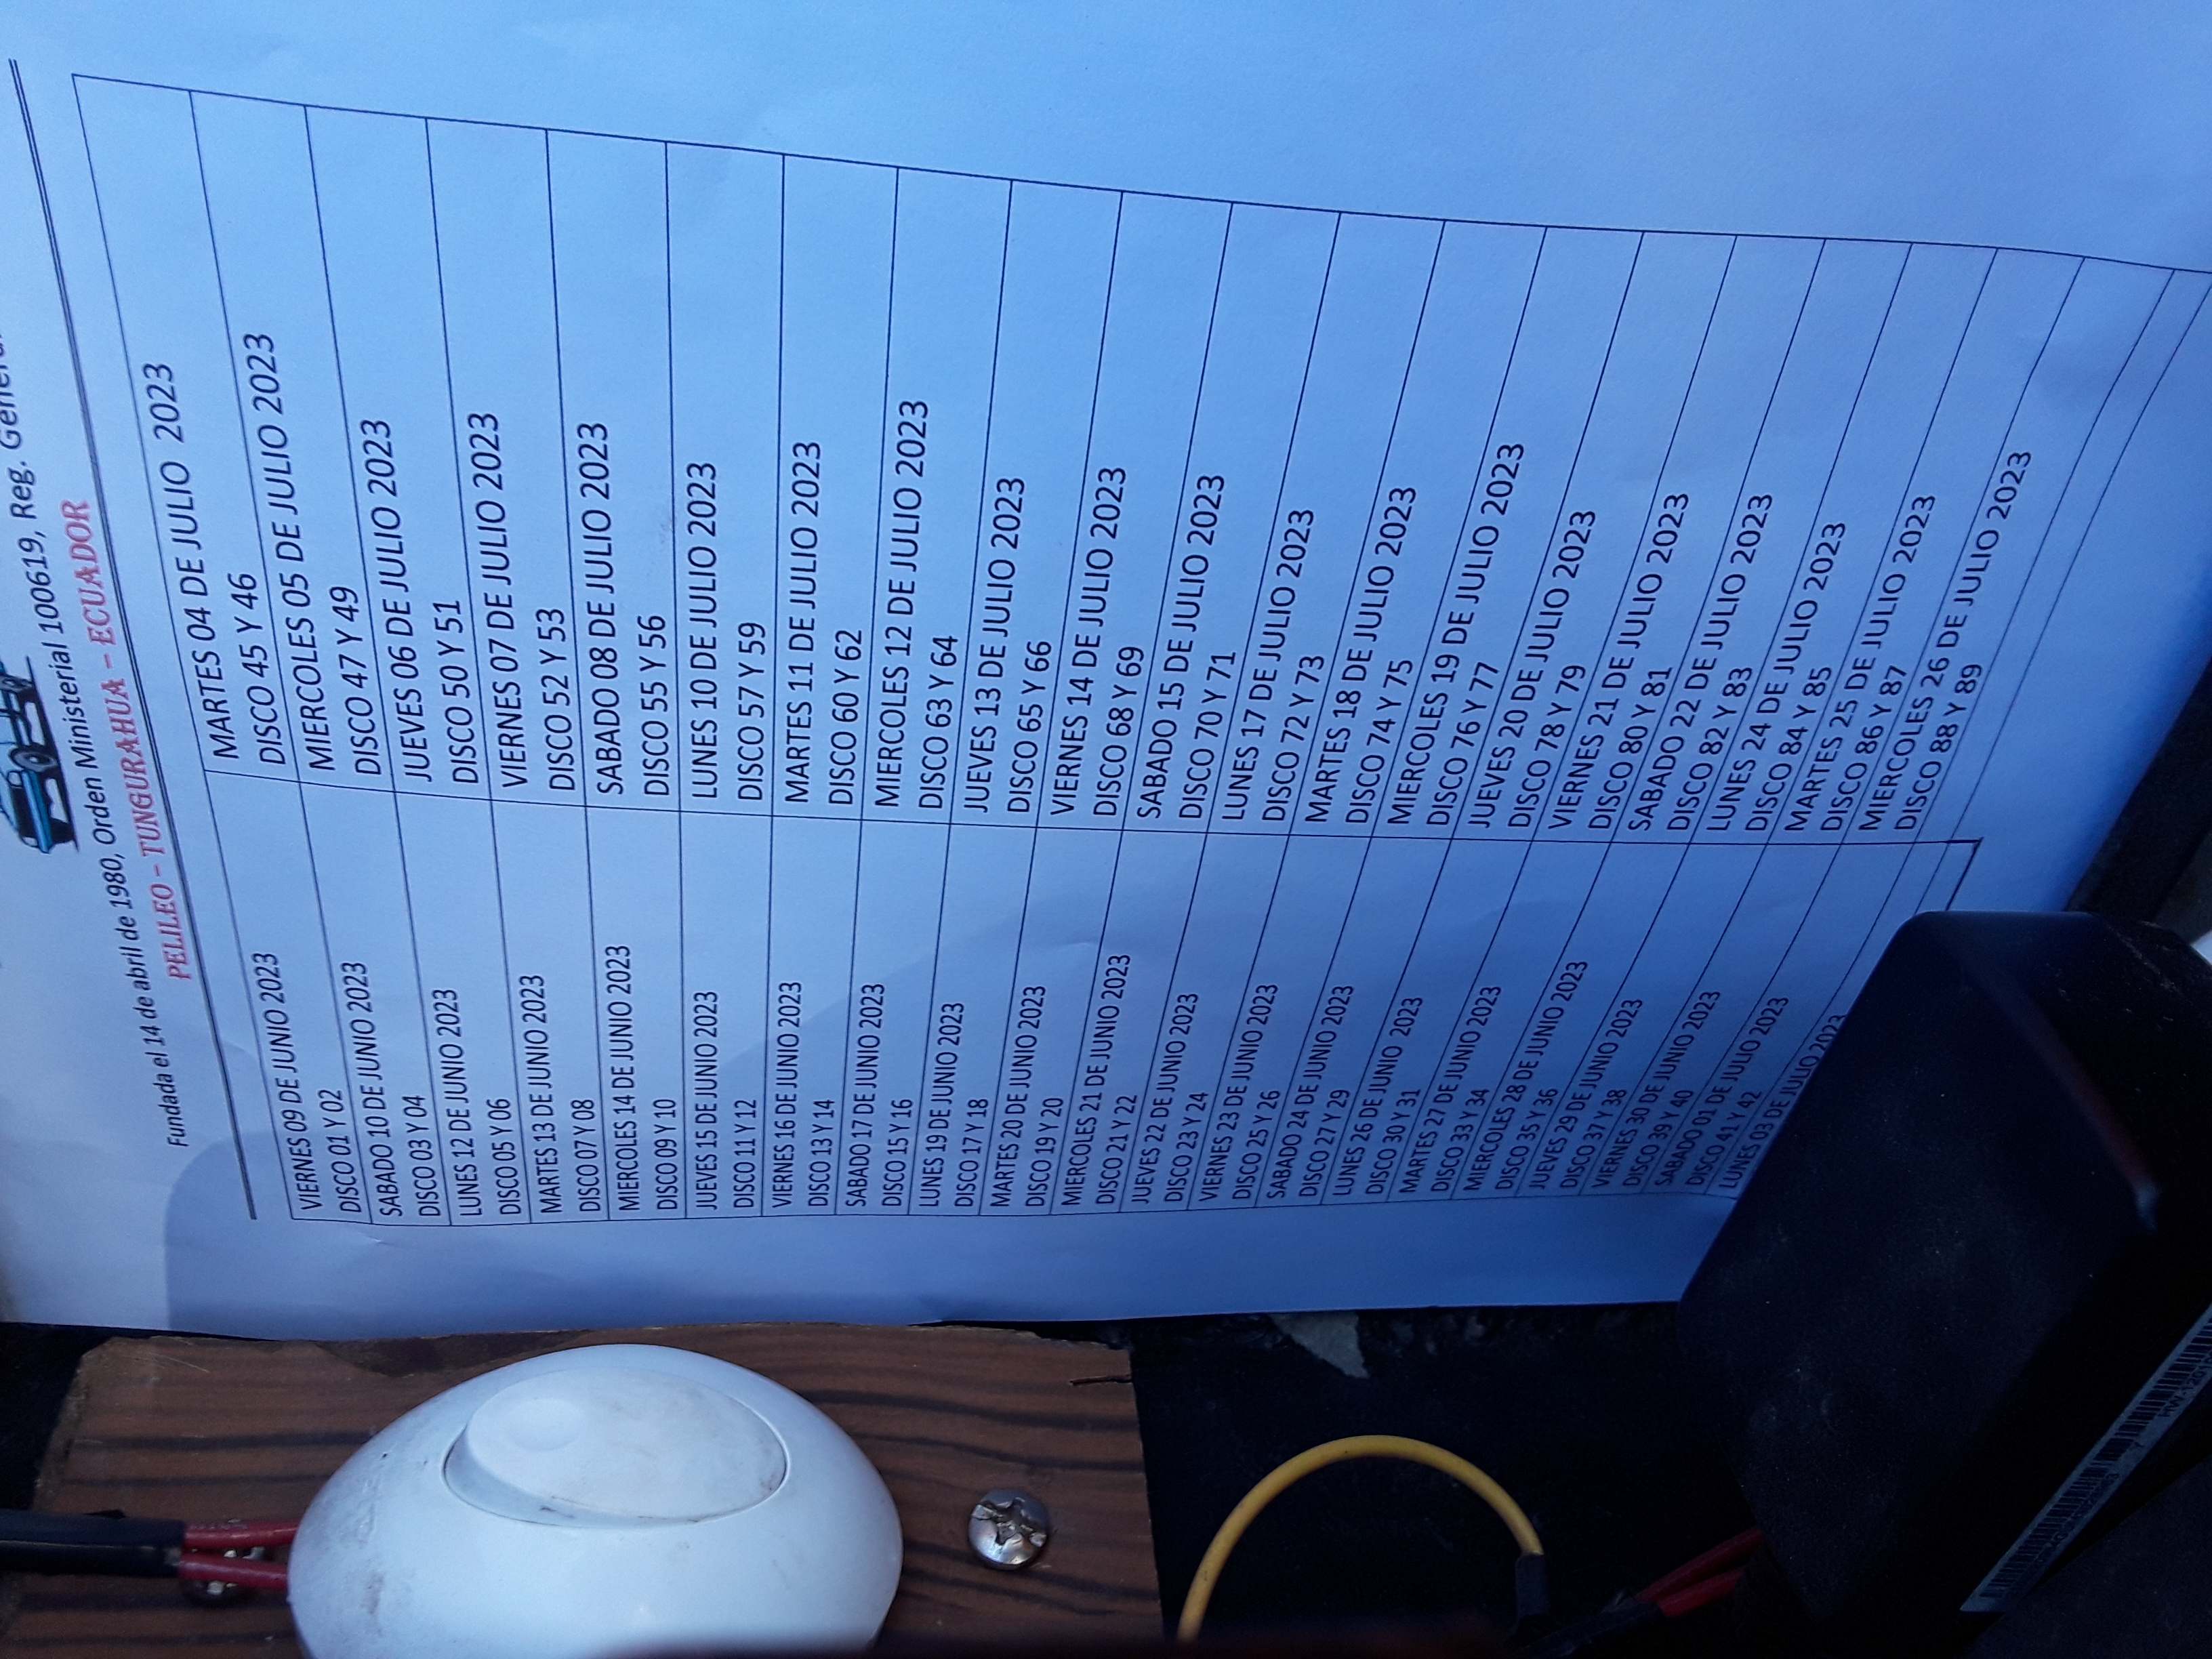 Fundada el 14 de abril de 1980, Orden Ministerial 100619, Reg.
PELILEO – TUNGURAHUA – ECUADOR
VIERNES 09 DE JUNIO 2023
DISCO 01 Y 02
SABADO 10 DE JUNIO 2023
DISCO 03 Y 04
LUNES 12 DE JUNIO 2023
DISCO 05 Y 06
MARTES 13 DE JUNIO 2023
DISCO 07 Y 08
MIERCOLES 14 DE JUNIO 2023
DISCO 09 Y 10
JUEVES 15 DE JUNIO 2023
DISCO 11 Y 12
VIERNES 16 DE JUNIO 2023
DISCO 13 Y 14
SABADO 17 DE JUNIO 2023
DISCO 15 Y 16
LUNES 19 DE JUNIO 2023
DISCO 17 Y 18
MARTES 20 DE JUNIO 2023
DISCO 19 Y 20
MIERCOLES 21 DE JUNIO 2023
DISCO 21 Y 22
JUEVES 22 DE JUNIO 2023
DISCO 23 Y 24
VIERNES 23 DE JUNIO 2023
DISCO 25 Y 26
SABADO 24 DE JUNIO 2023
DISCO 27 Y 29
LUNES 26 DE JUNIO 2023
DISCO 30 Y 31
MARTES 27 DE JUNIO 2023
DISCO 33 Y 34
MIERCOLES 28 DE JUNIO 2023
DISCO 35 Y 36
JUEVES 29 DE JUNIO 2023
DISCO 37 Y 38
VIERNES 30 DE JUNIO 2023
DISCO 39 Y 40
SABADO 01 DE JULIO 2023
DISCO 41 Y 42
LUNES 03 DE JULIO 2023
MARTES 04 DE JULIO 2023
DISCO 45 Y 46
MIERCOLES 05 DE JULIO 2023
DISCO 47 Y 49
JUEVES 06 DE JULIO 2023
DISCO 50 Y 51
VIERNES 07 DE JULIO 2023
DISCO 52 Y 53
SABADO 08 DE JULIO 2023
DISCO 55 Y 56
LUNES 10 DE JULIO 2023
DISCO 57 Y 59
MARTES 11 DE JULIO 2023
DISCO 60 Y 62
MIERCOLES 12 DE JULIO 2023
DISCO 63 Y 64
JUEVES 13 DE JULIO 2023
DISCO 65 Y 66
VIERNES 14 DE JULIO 2023
DISCO 68 Y 69
SABADO 15 DE JULIO 2023
DISCO 70 Y 71
LUNES 17 DE JULIO 2023
DISCO 72 Y 73
MARTES 18 DE JULIO 2023
DISCO 74 Y 75
MIERCOLES 19 DE JULIO 2023
DISCO 76 Y 77
JUEVES 20 DE JULIO 2023
DISCO 78 Y 79
VIERNES 21 DE JULIO 2023
DISCO 80 Y 81
SABADO 22 DE JULIO 2023
DISCO 82 Y 83
LUNES 24 DE JULIO 2023
DISCO 84 Y 85
MARTES 25 DE JULIO 2023
DISCO 86 Y 87
MIERCOLES 26 DE JULIO 2023
DISCO 88 Y 89